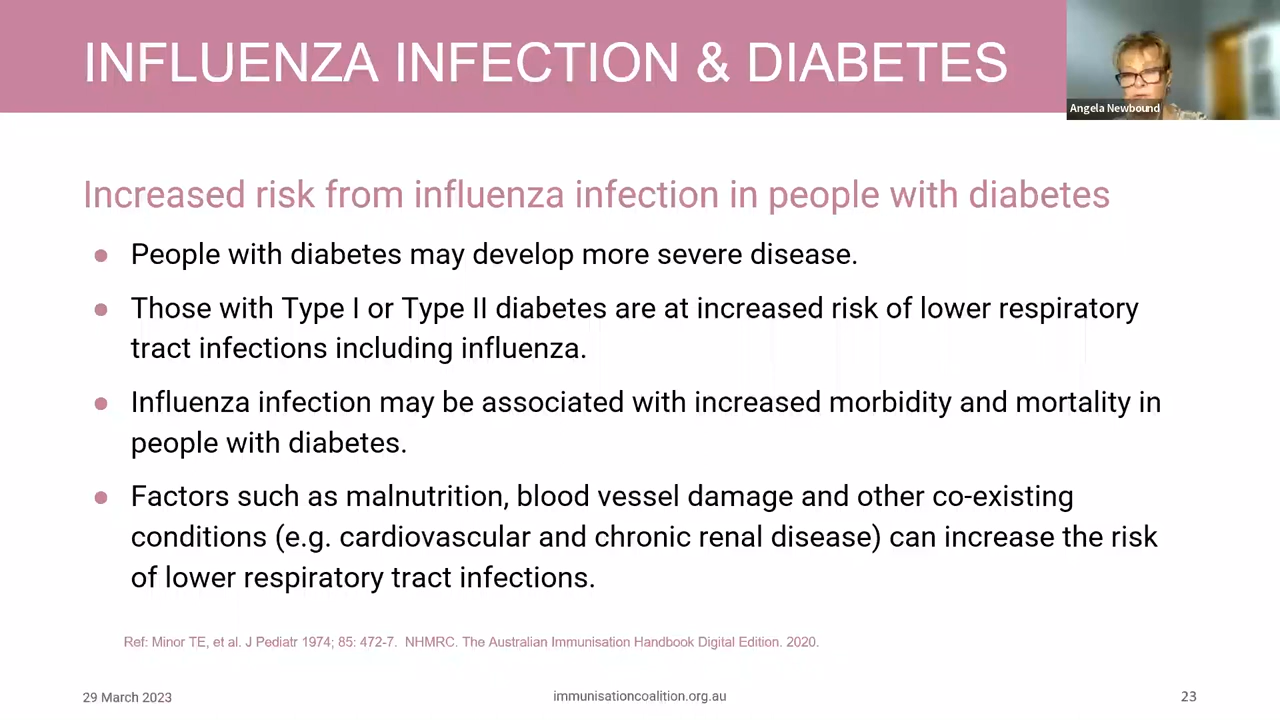 INFLUENZA INFECTION & DIABETES
Angela Newbound
Increased risk from influenza infection in people with diabetes
● People with diabetes may develop more severe disease.
● Those with Type I or Type II diabetes are at increased risk of lower respiratory
tract infections including influenza.
● Influenza infection may be associated with increased morbidity and mortality in
people with diabetes.
● Factors such as malnutrition, blood vessel damage and other co-existing
conditions (e.g. cardiovascular and chronic renal disease) can increase the risk
of lower respiratory tract infections.
Ref: Minor TE, et al. J Pediatr 1974; 85: 472-7.  NHMRC. The Australian Immunisation Handbook Digital Edition. 2020.
29 March 2023
immunisationcoalition.org.au
23